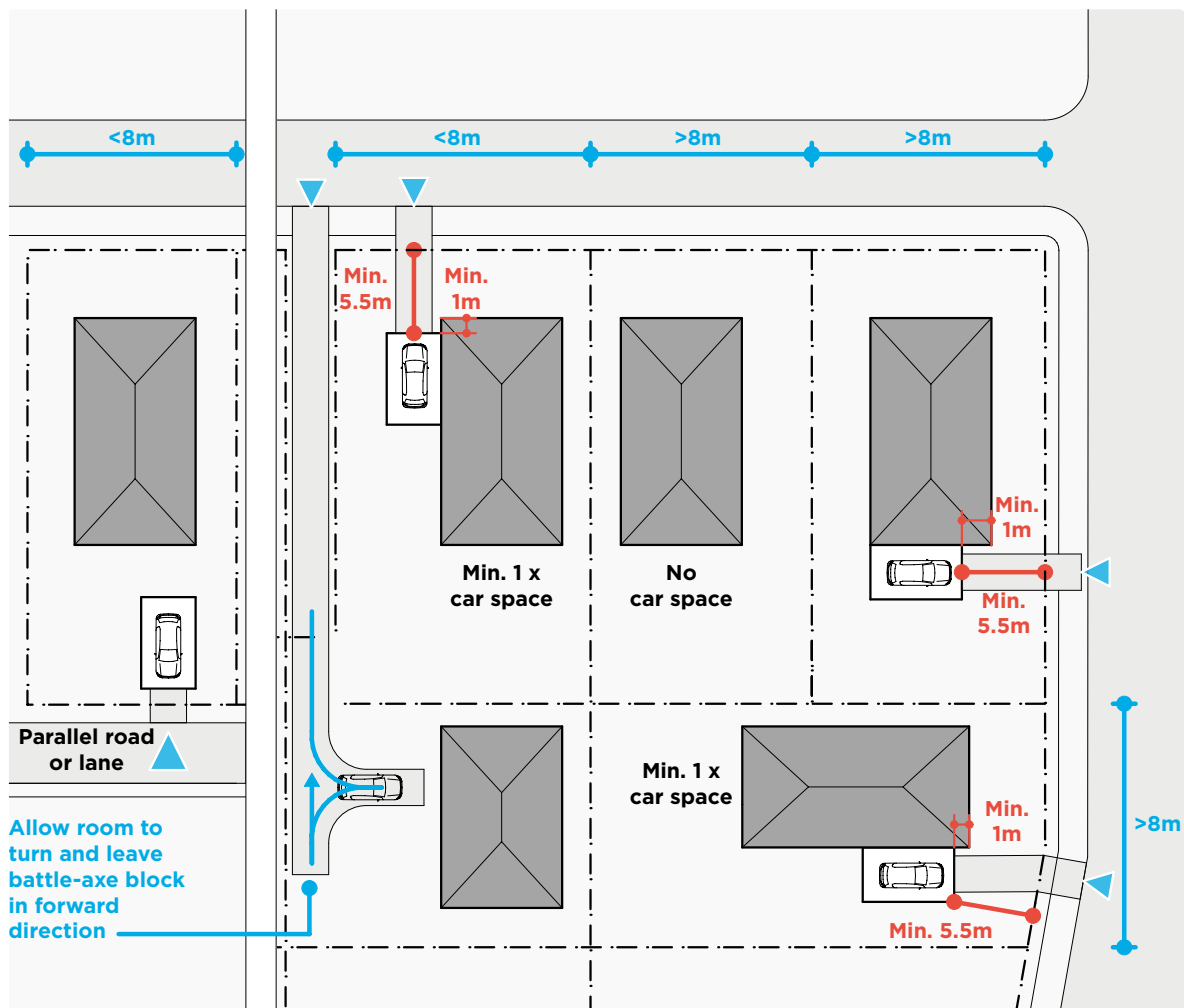 <8m
<8m
>8m
>8m
Min.
5.5m
Min.
1m
Min. 1 x
car space
No
car space
Min.
1m
Min.
5.5m
Parallel road
or lane
Min. 1 x
car space
Min.
1m
>8m
Min. 5.5m
Allow room to
turn and leave
battle-axe block
in forward
direction